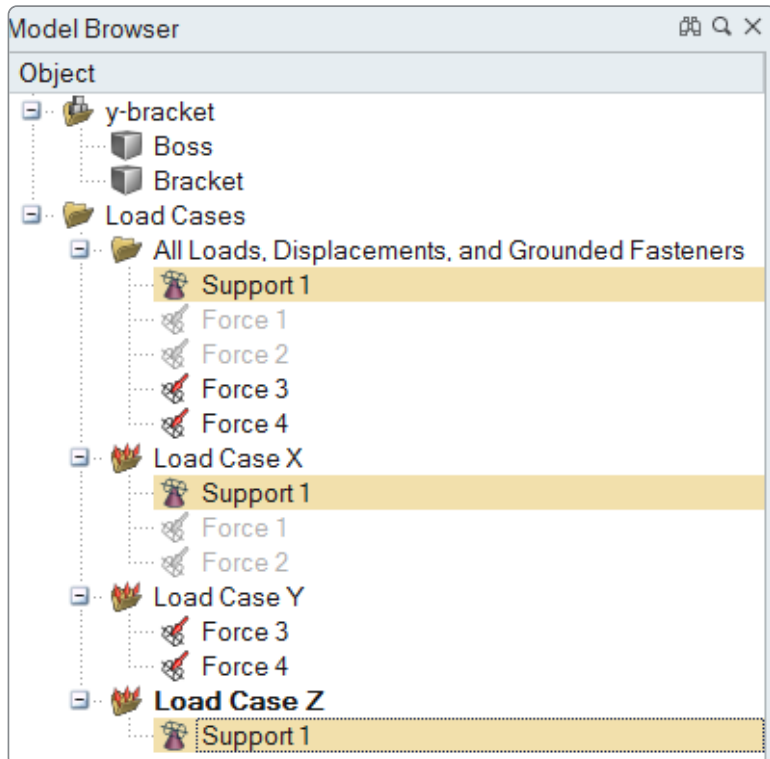 Model Browser
Object
y-bracket
Boss
Bracket
Load Cases
All Loads, Displacements, and Grounded Fasteners
Support 1
Force 1
Force 2
Force 3
Force 4
Load Case X
Support 1
Force 1
Force 2
Load Case Y
Force 3
Force 4
Load Case Z
Support 1